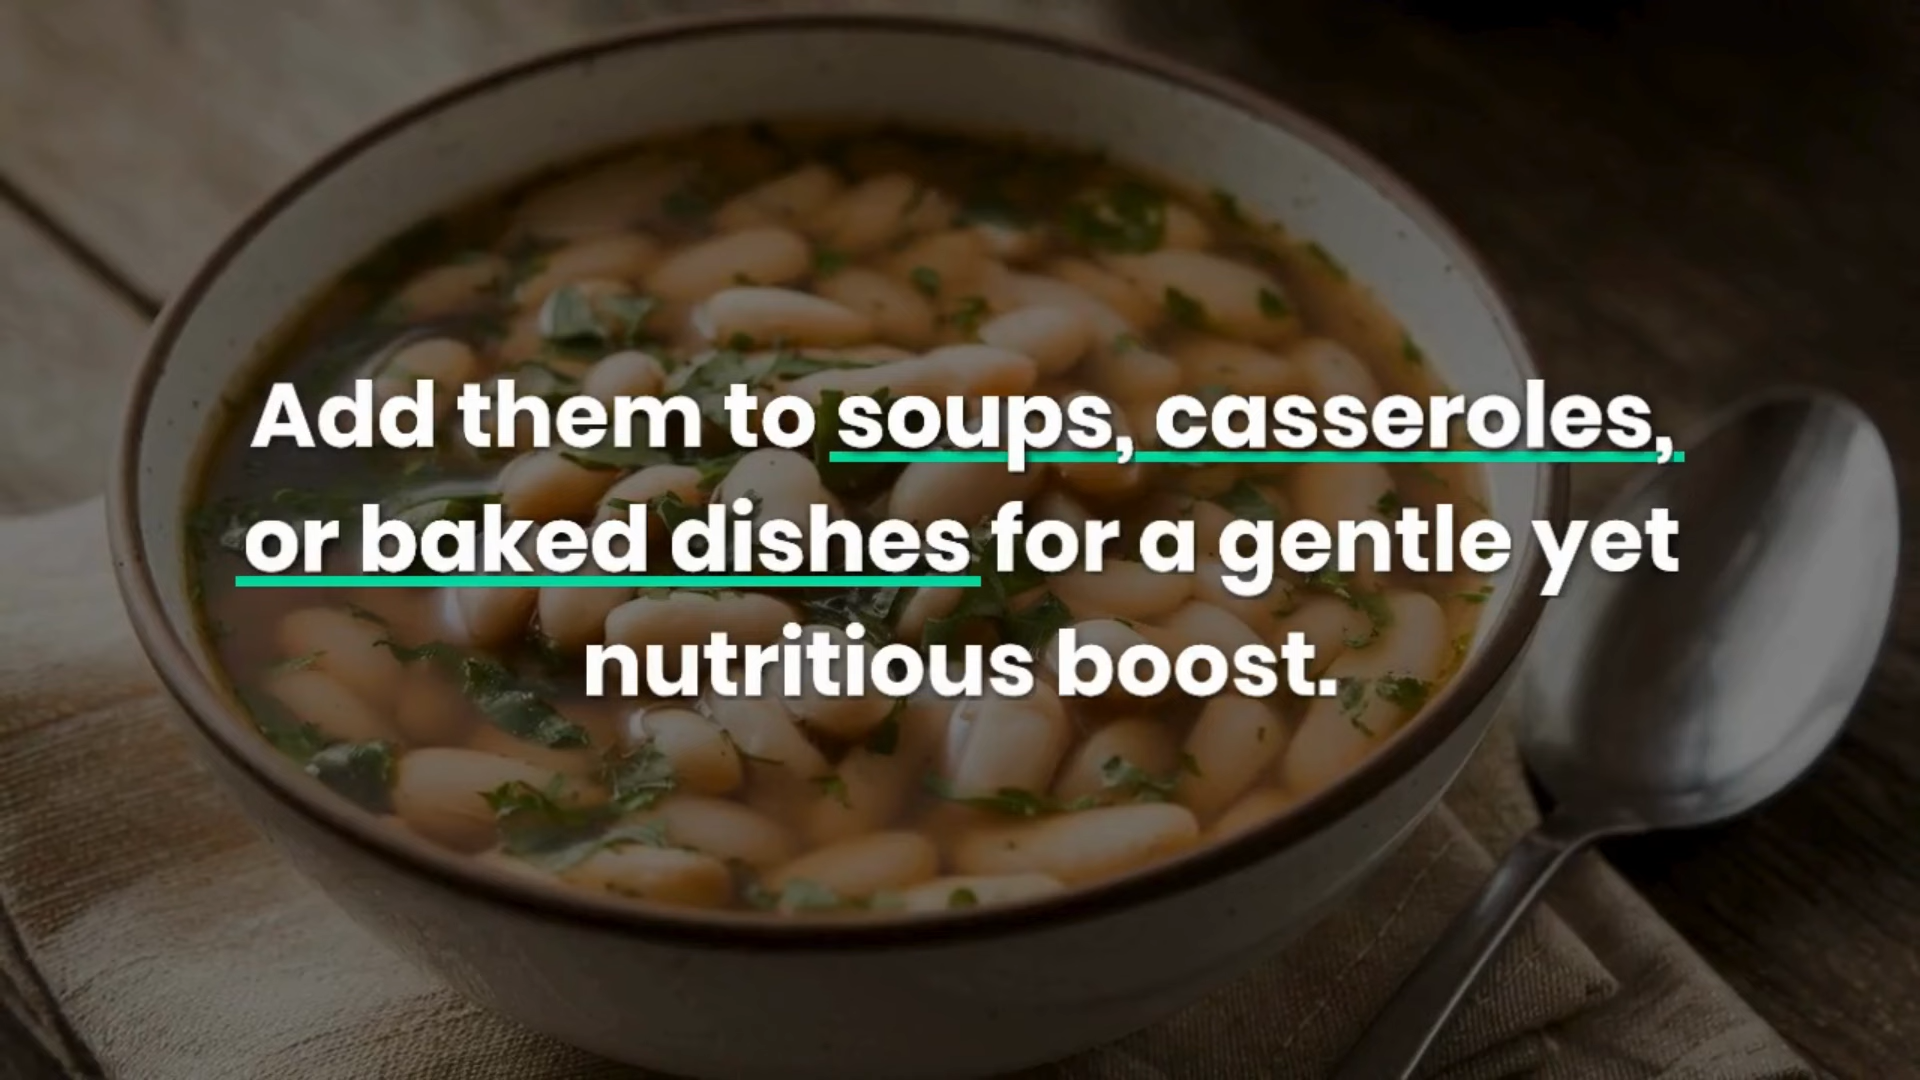 Add them to soups, casseroles,
or baked dishes for a gentle yet
nutritious boost.